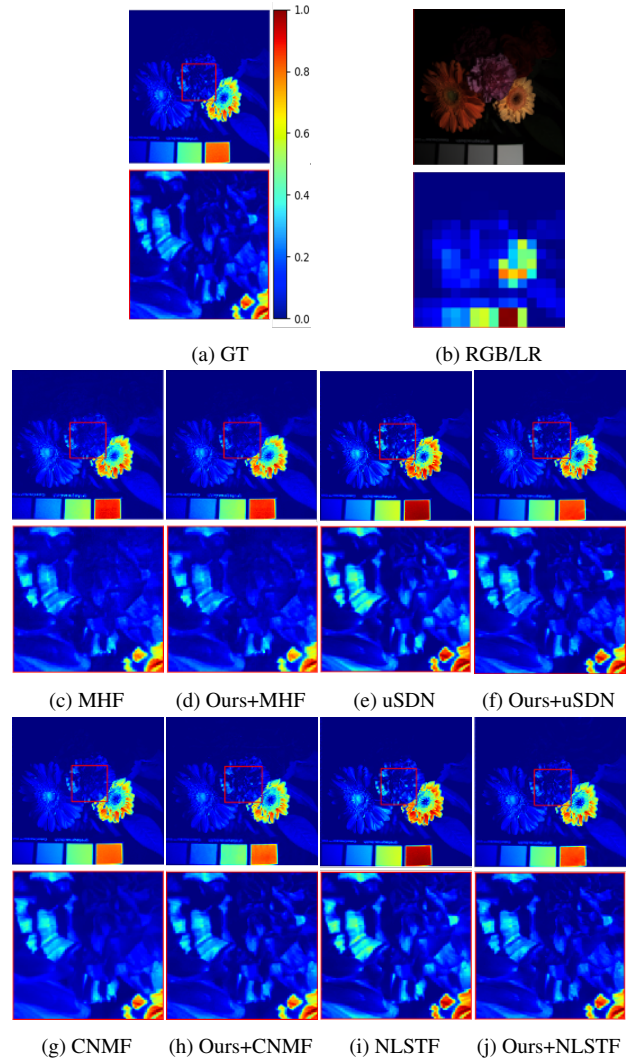 1.0
0.8
0.6
0.4
0.2
0.0
(a) GT
(b) RGB/LR
(c) MHF
(d) Ours+MHF
(e) uSDN
(f) Ours+uSDN
(g) CNMF
(h) Ours+CNMF
(i) NLSTF
(j) Ours+NLSTF